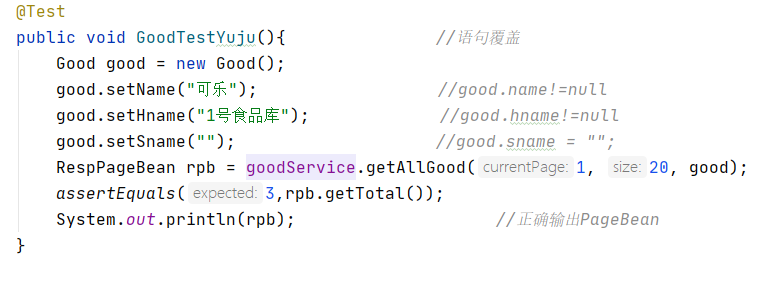 @Test
public void GoodTestYuju(){ //语句覆盖
Good good = new Good();
good.setName("可乐"); //good.name!=null
good.setHname("1号食品库"); //good.hname!=null
good.setSname(""); //good.sname = "";
RespPageBean rpb = goodService.getAllGood( currentPage: 1, size: 20, good);
assertEquals( expected: 3,rpb.getTotal());
System.out.println(rpb); //正确输出PageBean
}